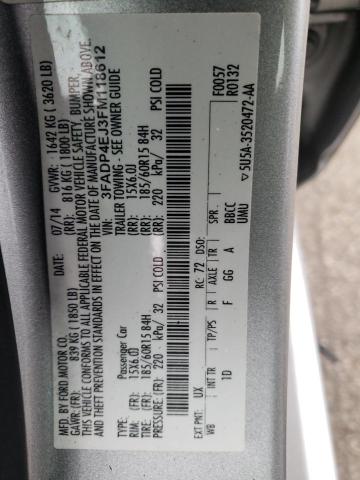 MFD. BY FORD MOTOR CO.
DATE: 07/14 GVWR: 1642 KG ( 3620 LB)
GAWR: (FR): 839 KG (1850 LB) (RR): 816 KG (1800 LB)
THIS VEHICLE CONFORMS TO ALL APPLICABLE FEDERAL MOTOR VEHICLE SAFETY, BUMPER,
AND THEFT PREVENTION STANDARDS IN EFFECT ON THE DATE OF MANUFACTURE SHOWN ABOVE.
VIN: 3FADP4EJ3FM118612
TYPE: Passenger Car TRAILER TOWING - SEE OWNER GUIDE
RIM: (FR): 15X6.0J (RR): 15X6.0J
TIRE: (FR): 185/60R15 84H (RR): 185/60R15 84H
PRESSURE: (FR): 220 kPa/ 32 PSI COLD (RR): 220 kPa/ 32 PSI COLD
F0057
R0132
EXT PNT: UX RC: 72 DSO:
WB INT TR TP/PS R AXLE TR SPR
1D F GG A BBCC
UMU
▽5U5A-3520472-AA